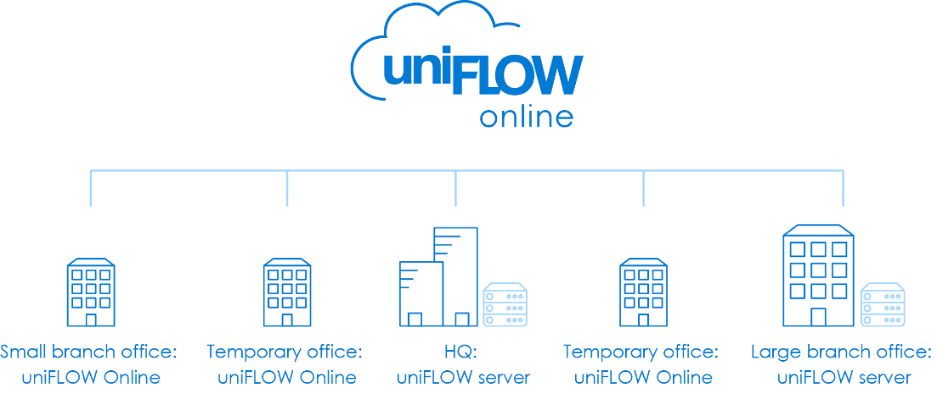 uniFLOW
online
Small branch office:
uniFLOW Online
Temporary office:
uniFLOW Online
HQ:
uniFLOW server
Temporary office:
uniFLOW Online
Large branch office:
uniFLOW server